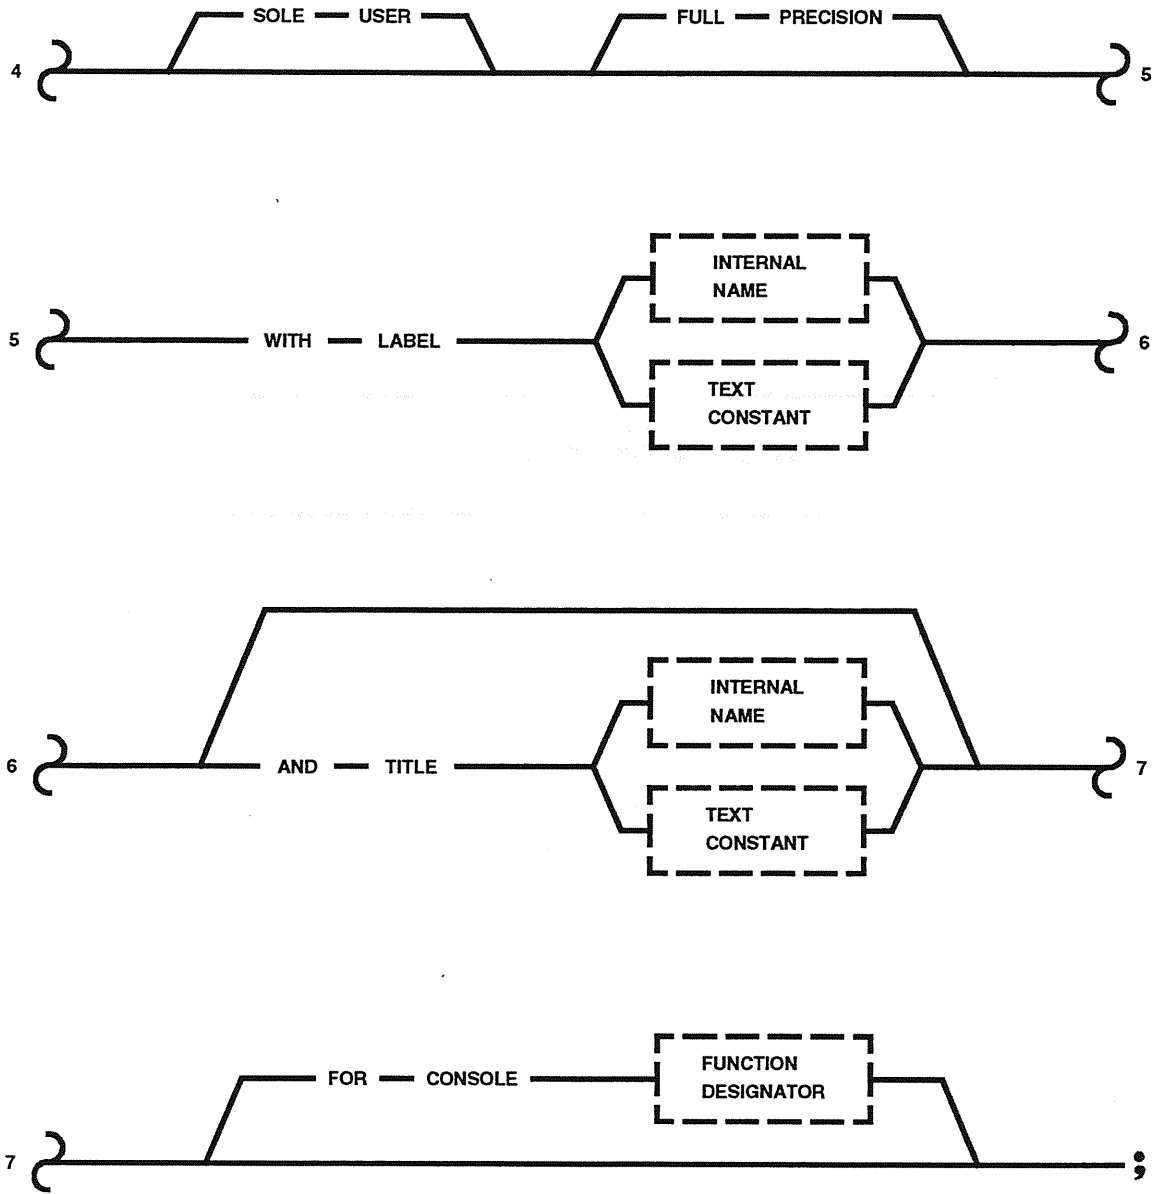 SOLE USER FULL PRECISION
4 5
INTERNAL
NAME
5 WITH LABEL 6
TEXT
CONSTANT
INTERNAL
NAME
6 AND TITLE 7
TEXT
CONSTANT
FUNCTION
FOR CONSOLE
DESIGNATOR
7 ;